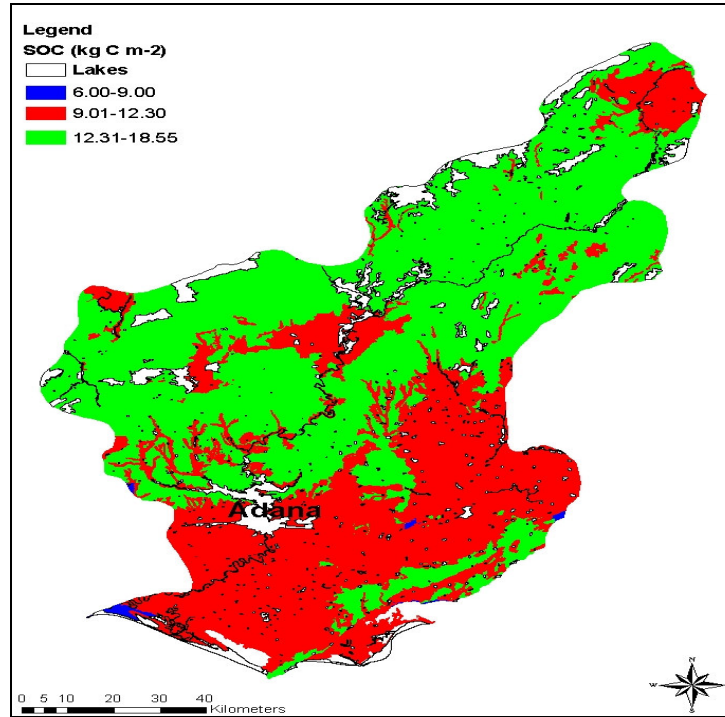 Legend
SOC (kg C m-2)
Lakes
6.00-9.00
9.01-12.30
12.31-18.55
Adana
0 5 10 20 30 40
Kilometers
N
W E
S